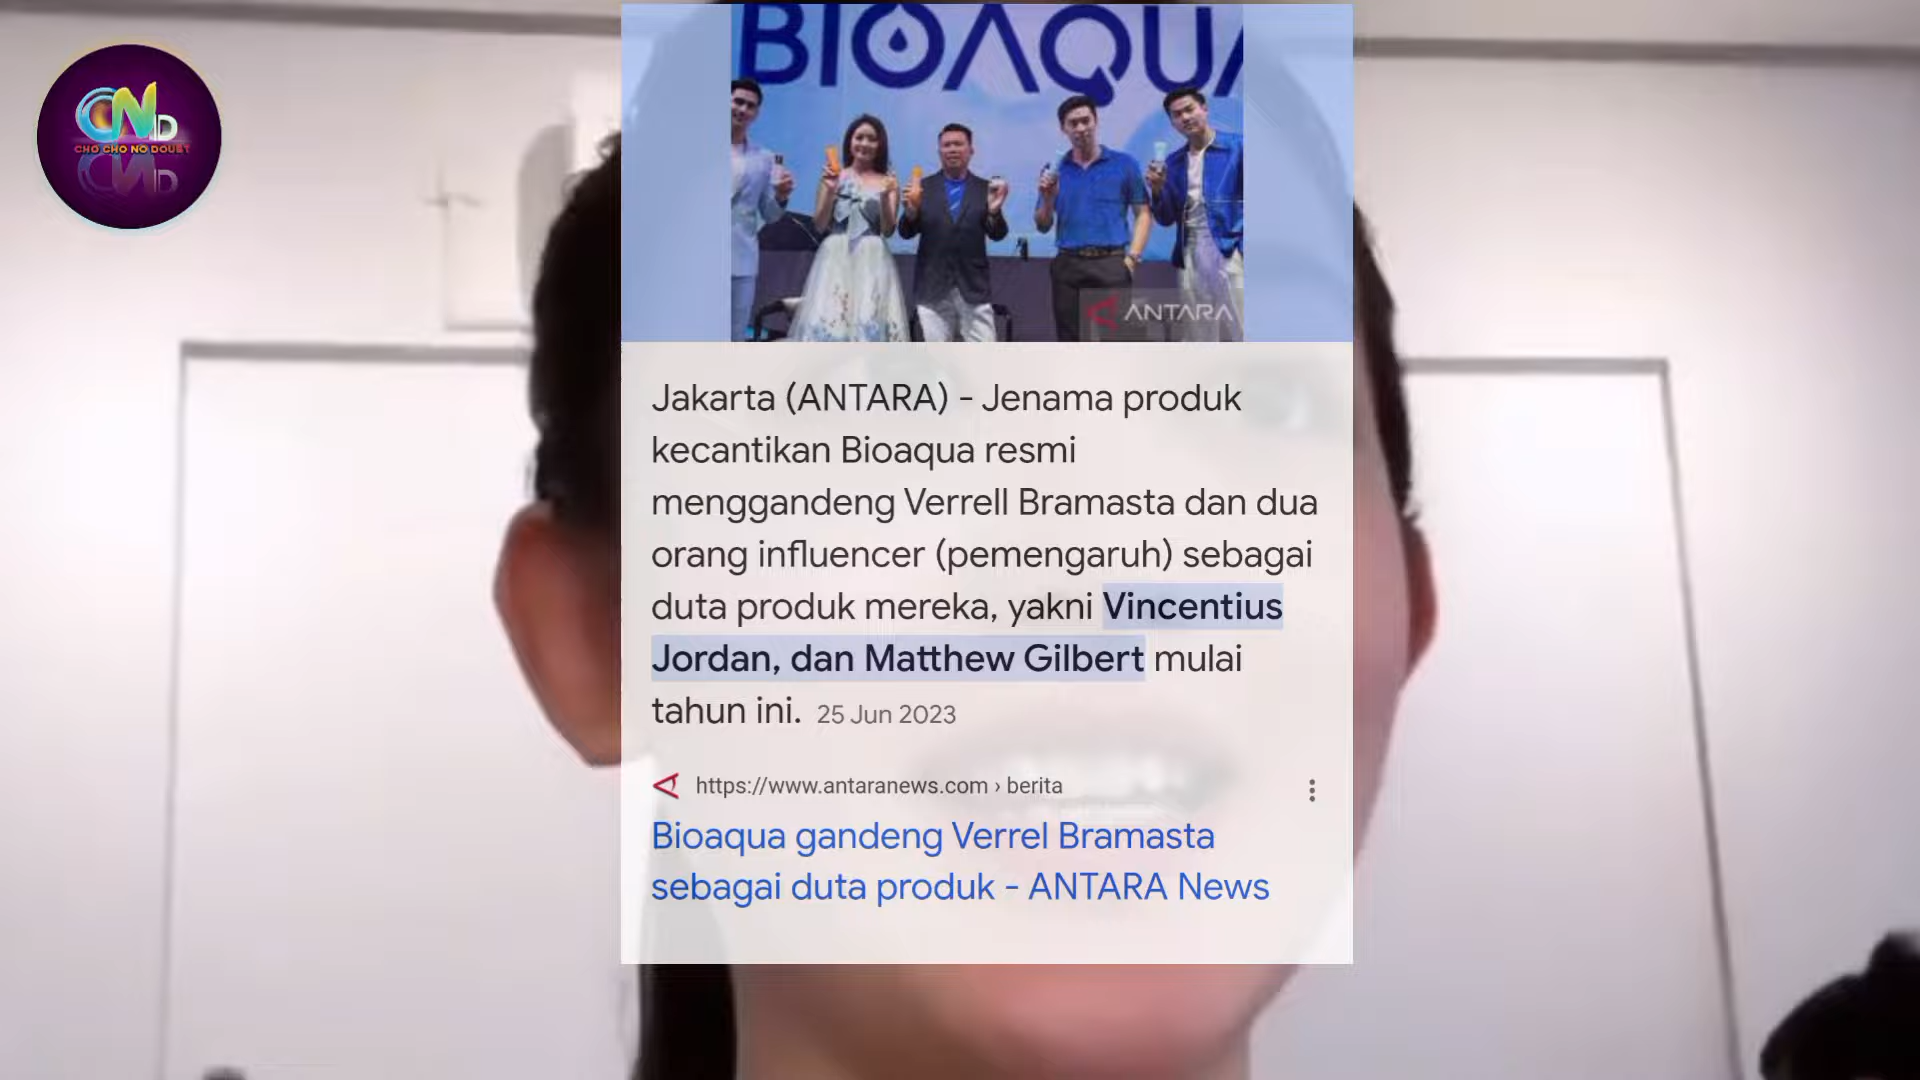 CND
CHO CHO NO DOUBT
BIOAQUA
ANTARA
Jakarta (ANTARA) - Jenama produk
kecantikan Bioaqua resmi
menggandeng Verrell Bramasta dan dua
orang influencer (pemengaruh) sebagai
duta produk mereka, yakni Vincentius
Jordan, dan Matthew Gilbert mulai
tahun ini. 25 Jun 2023
https://www.antaranews.com › berita
Bioaqua gandeng Verrel Bramasta
sebagai duta produk - ANTARA News